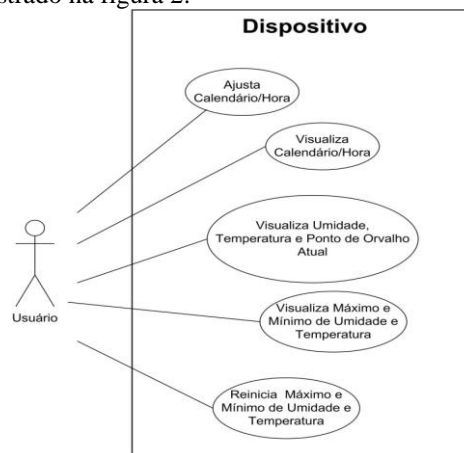 strado na figura 2.
Dispositivo
Ajusta
Calendário/Hora
Visualiza
Calendário/Hora
Visualiza Umidade,
Temperatura e Ponto de Orvalho
Atual
Usuário
Visualiza Máximo e
Mínimo de Umidade e
Temperatura
Reinicia Máximo e
Mínimo de Umidade e
Temperatura